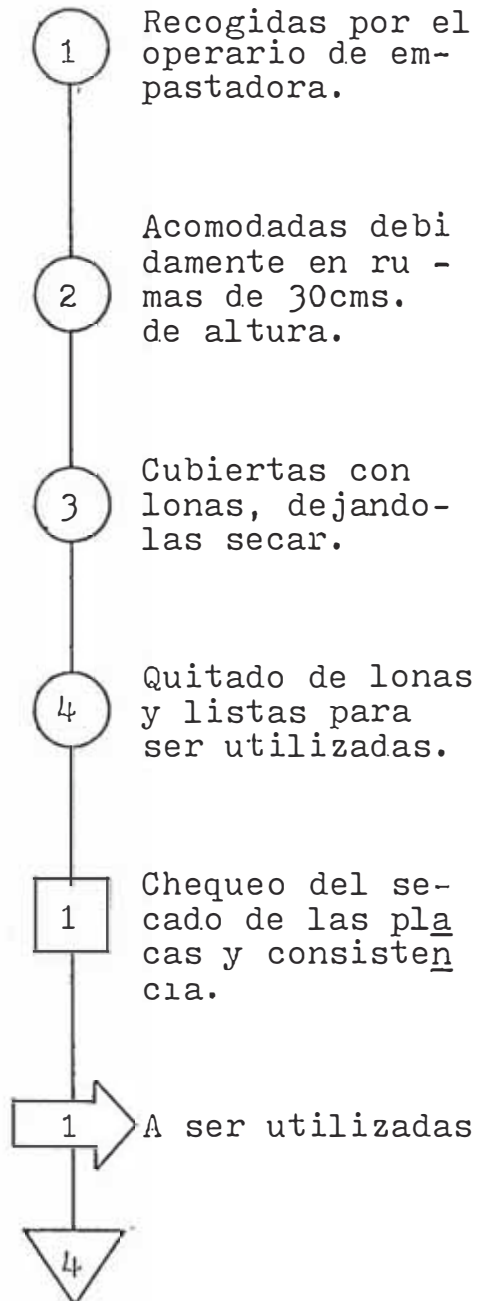 1
Recogidas por el
operario de em-
pastadora.
2
Acomodadas debi
damente en ru -
mas de 30cms.
de altura.
3
Cubiertas con
lonas, dejando-
las secar.
4
Quitado de lonas
y listas para
ser utilizadas.
1
Chequeo del se-
cado de las pla
cas y consisten
cia.
1
A ser utilizadas
4